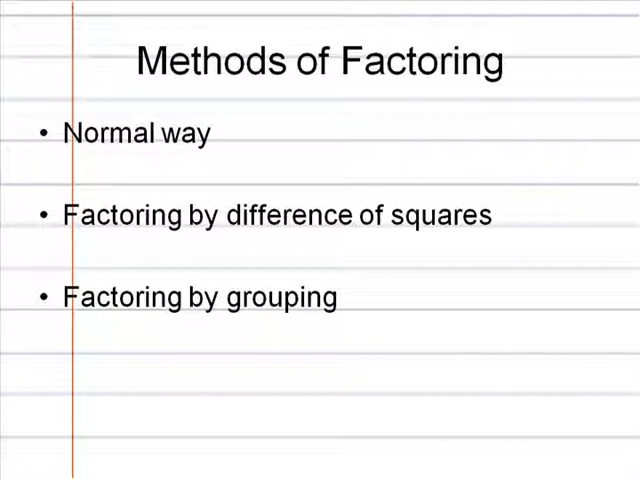 Methods of Factoring
• Normal way
• Factoring by difference of squares
• Factoring by grouping